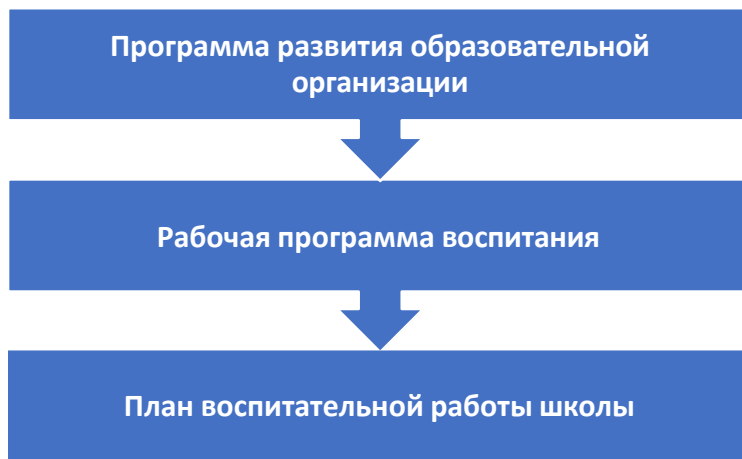 Программа развития образовательной
организации
Рабочая программа воспитания
План воспитательной работы школы